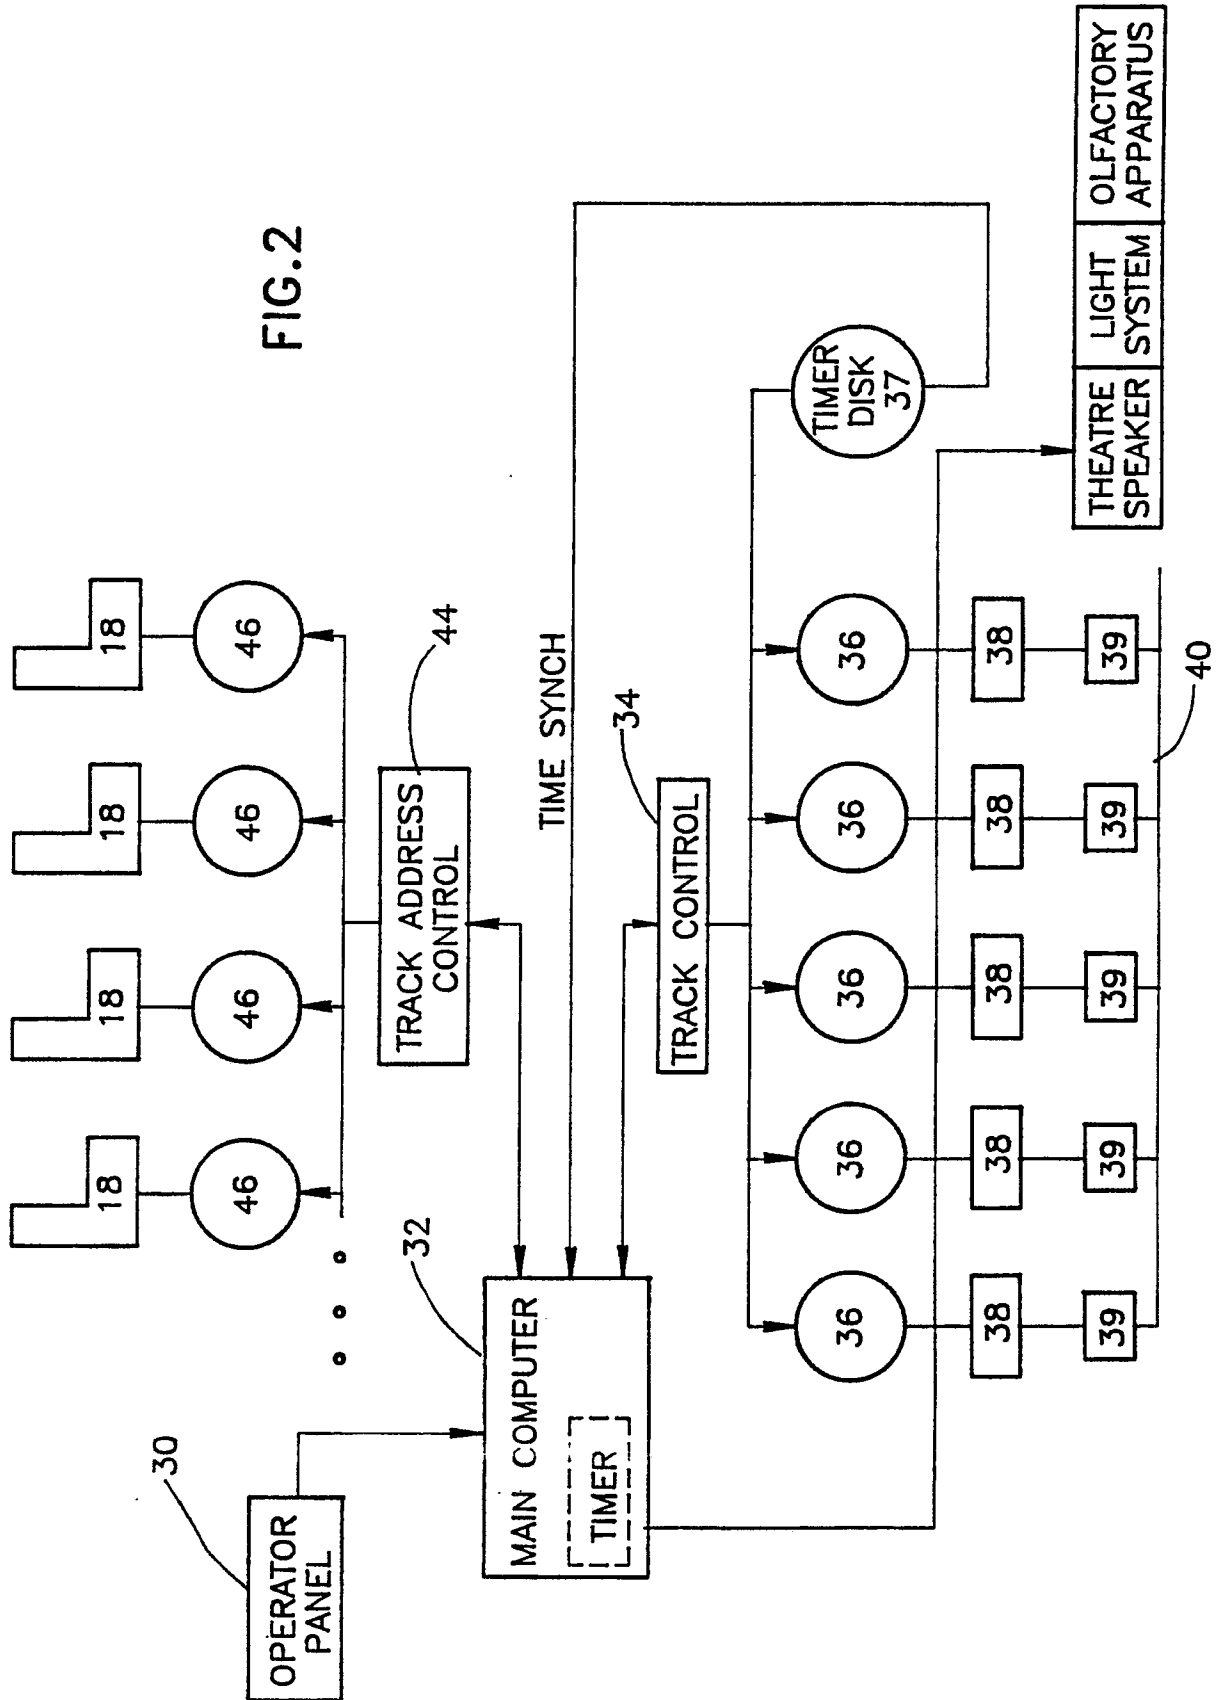 FIG.2
18
18
18
18
46
46
46
46
30
OPERATOR
PANEL
TRACK ADDRESS
CONTROL
44
32
MAIN COMPUTER
TIMER
TIME SYNCH
TRACK CONTROL
34
36
36
36
36
36
TIMER
DISK
37
38
38
38
38
38
39
39
39
39
39
40
THEATRE
SPEAKER
LIGHT
SYSTEM
OLFACTORY
APPARATUS